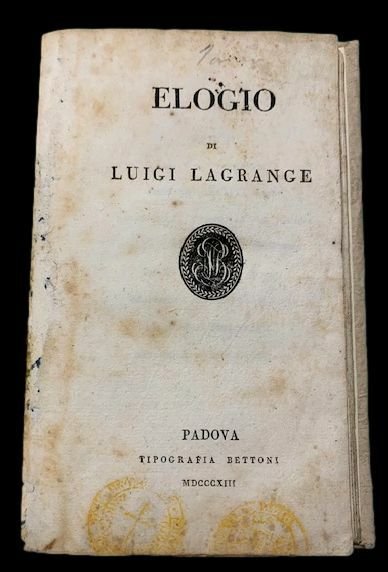 ELOGIO
DI
LUIGI LAGRANGE
PADOVA
TIPOGRAFIA BETTONI
MDCCCXIII